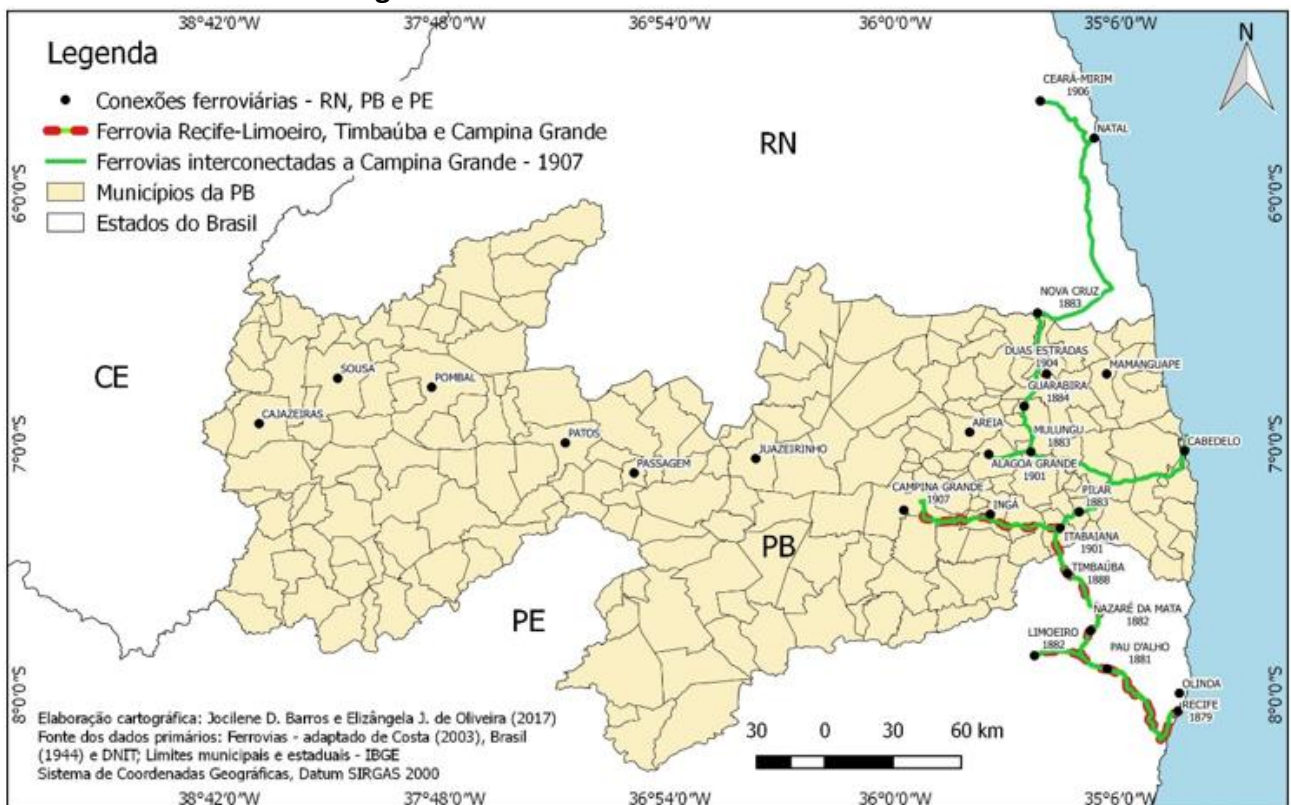 38°42'0"W
37°48'0"W
36°54'0"W
36°0'0"W
35°6'0"W
Legenda
Conexões ferroviárias - RN, PB e PE
Ferrovia Recife-Limoeiro, Timbaúba e Campina Grande
Ferrovias interconectadas a Campina Grande - 1907
Municípios da PB
Estados do Brasil
N
CEARÁ-MIRIM
1906
NATAL
RN
6°0'0"S
6°0'0"S
NOVA CRUZ
1883
DUAS ESTRADAS
1904
MAMANGUAPE
GUARABIRA
1884
CE
SOUSA
POMBAL
CAJAZEIRAS
PATOS
PASSAGEM
JUAZEIRINHO
AREIA
MULUNGU
1883
CABEDELO
7°0'0"S
7°0'0"S
ALAGOA GRANDE
1901
CAMPINA GRANDE
1907
INGÁ
PILAR
1883
ITABAIANA
1901
PB
TIMBAÚBA
1888
PE
NAZARÉ DA MATA
1882
LIMOEIRO
1882
PAU D'ALHO
1881
OLINDA
RECIFE
1879
8°0'0"S
8°0'0"S
Elaboração cartográfica: Jocilene D. Barros e Elizângela J. de Oliveira (2017)
Fonte dos dados primários: Ferrovias - adaptado de Costa (2003), Brasil
(1944) e DNIT; Limites municipais e estaduais - IBGE
Sistema de Coordenadas Geográficas, Datum SIRGAS 2000
30 0 30 60 km
38°42'0"W
37°48'0"W
36°54'0"W
36°0'0"W
35°6'0"W